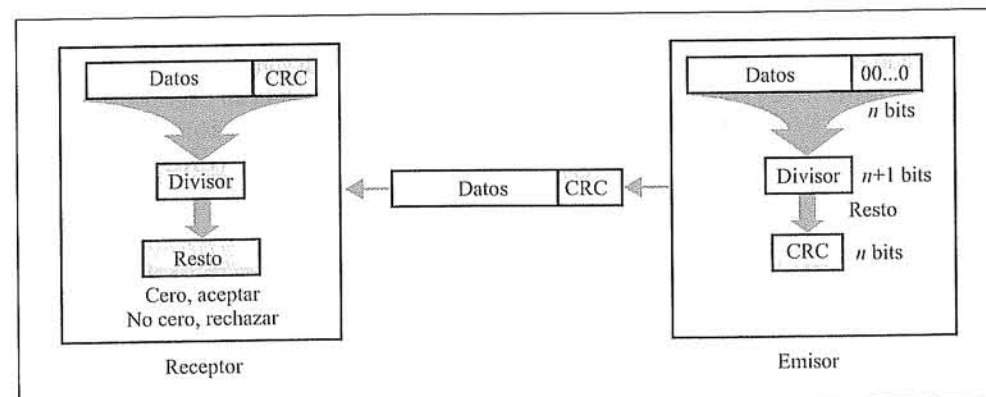 Datos CRC
Divisor
Resto
Cero, aceptar
No cero, rechazar
Receptor
Datos CRC
Datos 00...0
n bits
Divisor n+1 bits
Resto
CRC n bits
Emisor